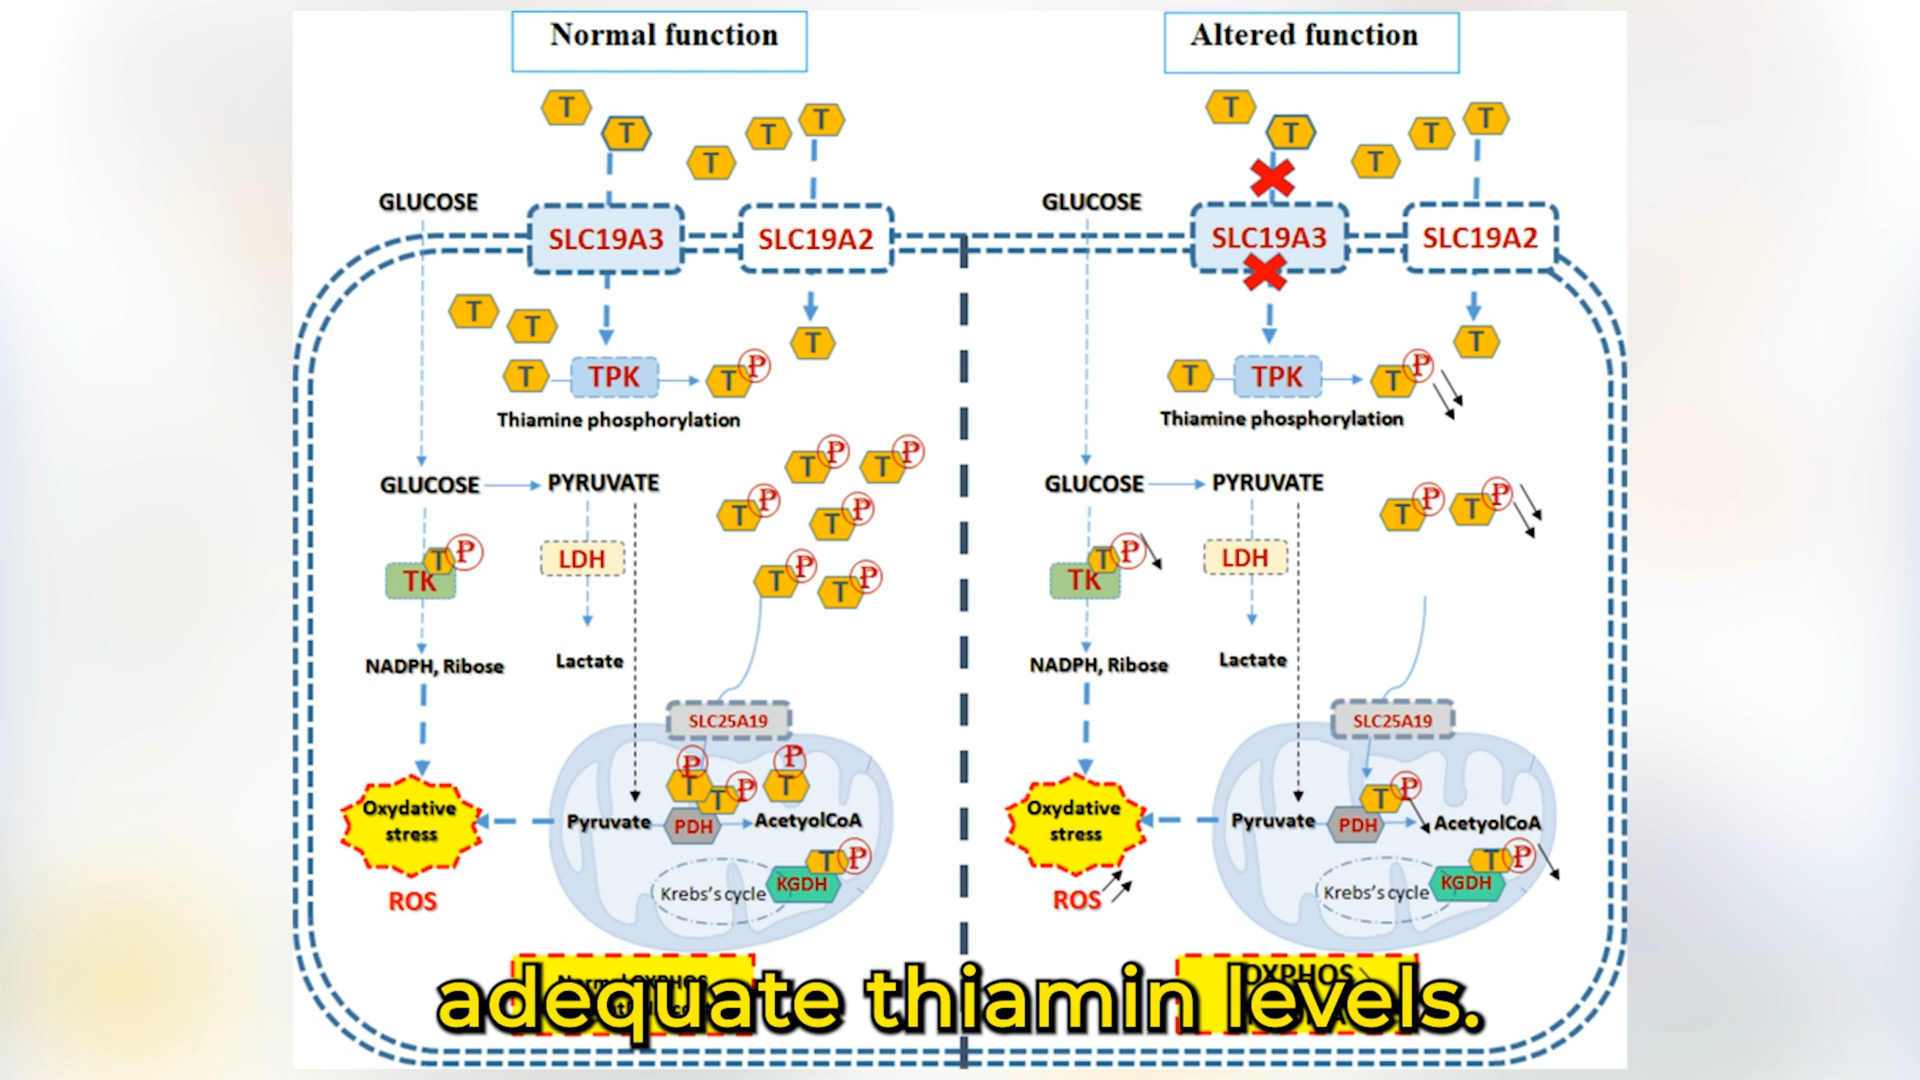 Normal function
T
T
T
T
T
GLUCOSE
SLC19A3
SLC19A2
T
T
T
T
TPK
T
P
Thiamine phosphorylation
T
P
T
P
GLUCOSE
PYRUVATE
T
P
T
P
TK
T
P
LDH
T
P
T
P
NADPH, Ribose
Lactate
SLC25A19
P
T
T
P
P
T
Oxydative
stress
Pyruvate
PDH
AcetyolCoA
T
P
KGDH
Krebs's cycle
ROS
Altered function
T
T
T
T
T
GLUCOSE
SLC19A3
SLC19A2
T
T
TPK
T
P
Thiamine phosphorylation
GLUCOSE
PYRUVATE
T
P
T
P
TK
T
P
LDH
NADPH, Ribose
Lactate
SLC25A19
T
P
Oxydative
stress
Pyruvate
PDH
AcetyolCoA
T
P
KGDH
Krebs's cycle
ROS
OXPHOS
adequate thiamin levels.